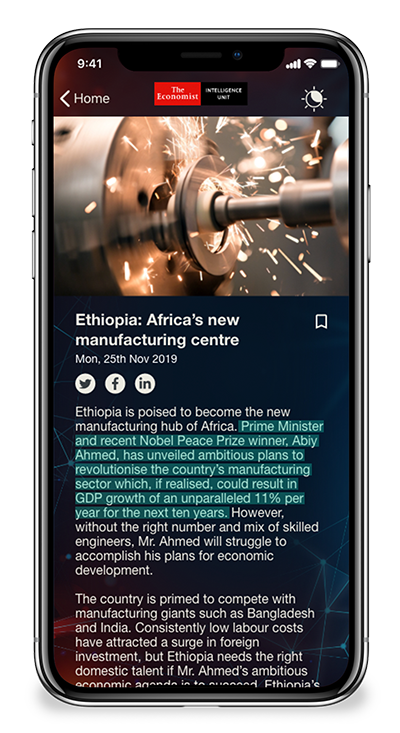 9:41
Home
The Economist
INTELLIGENCE UNIT
Ethiopia: Africa's new
manufacturing centre
Mon, 25th Nov 2019
Ethiopia is poised to become the new
manufacturing hub of Africa. Prime Minister
and recent Nobel Peace Prize winner, Abiy
Ahmed, has unveiled ambitious plans to
revolutionise the country's manufacturing
sector which, if realised, could result in
GDP growth of an unparalleled 11% per
year for the next ten years. However,
without the right number and mix of skilled
engineers, Mr. Ahmed will struggle to
accomplish his plans for economic
development.
The country is primed to compete with
manufacturing giants such as Bangladesh
and India. Consistently low labour costs
have attracted a surge in foreign
investment, but Ethiopia needs the right
domestic talent if Mr. Ahmed's ambitious
economic agenda is to succeed. Ethiopia's